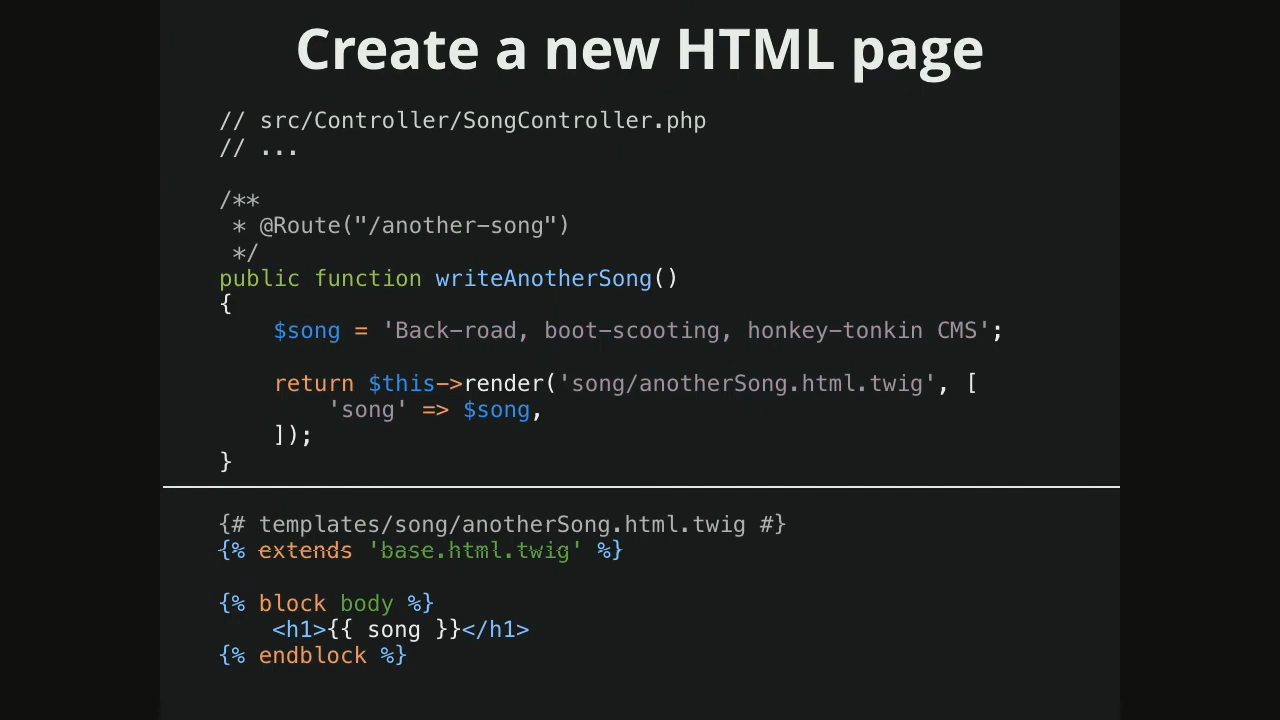 Create a new HTML page
// src/Controller/SongController.php
// ...
/**
 * @Route("/another-song")
 */
public function writeAnotherSong()
{
    $song = 'Back-road, boot-scooting, honkey-tonkin CMS';
    return $this->render('song/anotherSong.html.twig', [
        'song' => $song,
    ]);
}
{# templates/song/anotherSong.html.twig #}
{% extends 'base.html.twig' %}
{% block body %}
    <h1>{{ song }}</h1>
{% endblock %}